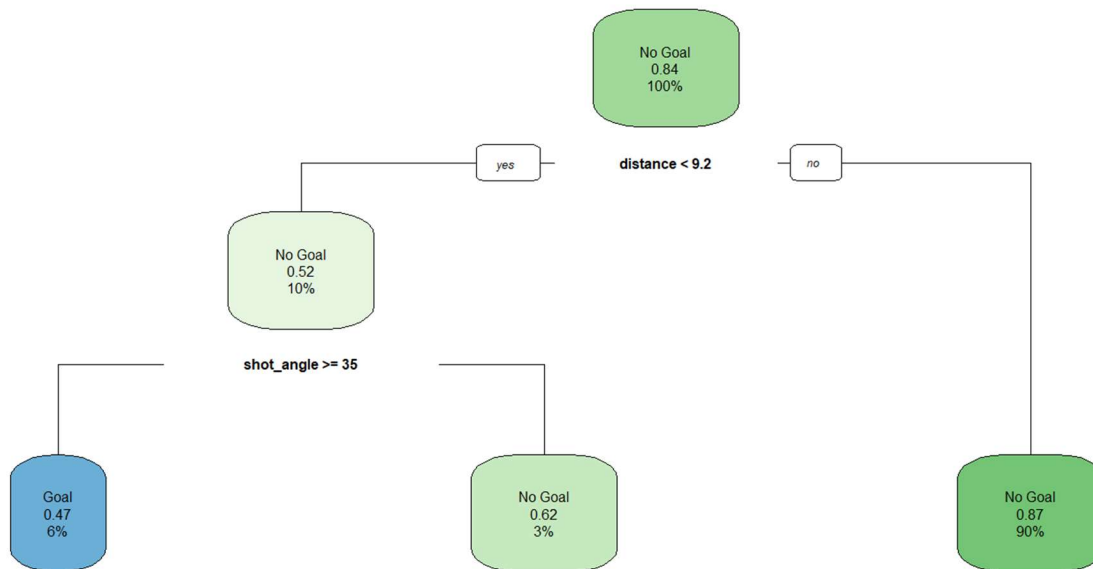 No Goal
0.84
100%
yes
distance < 9.2
no
No Goal
0.52
10%
shot_angle >= 35
Goal
0.47
6%
No Goal
0.62
3%
No Goal
0.87
90%